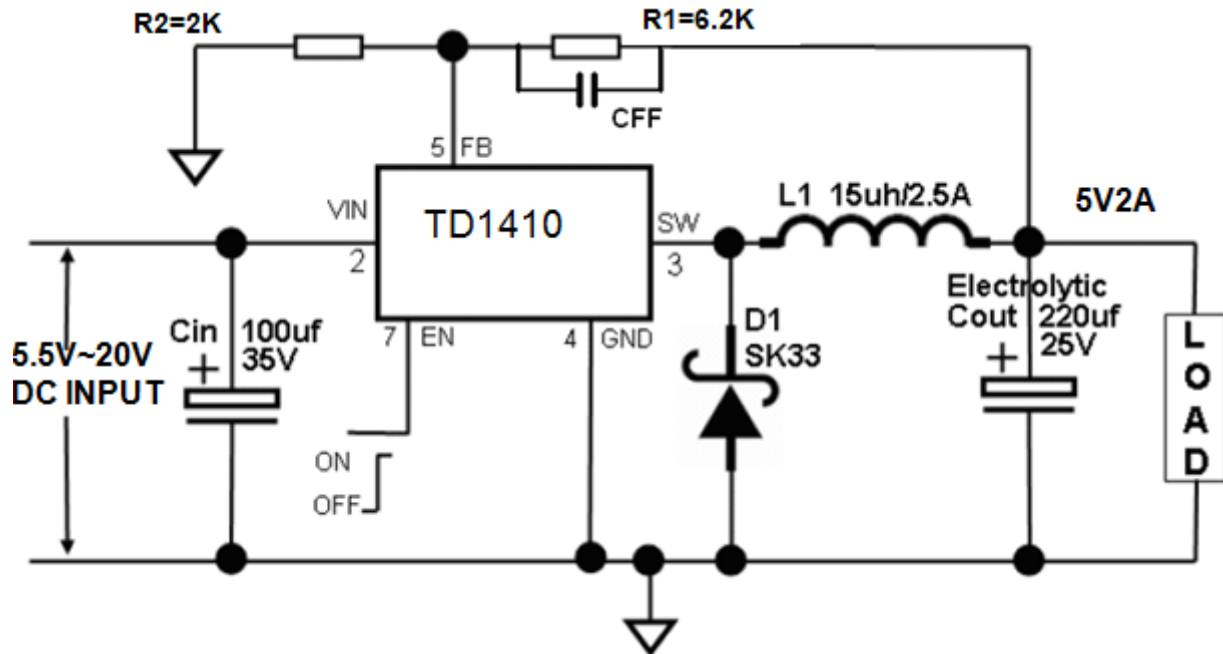 R2=2K
R1=6.2K
CFF
5 FB
VIN
TD1410
SW
2
3
L1 15uh/2.5A
5V2A
Cin 100uf
35V
+
7 EN
4 GND
D1
SK33
Electrolytic
Cout 220uf
25V
+
LOAD
5.5V~20V
DC INPUT
ON
OFF